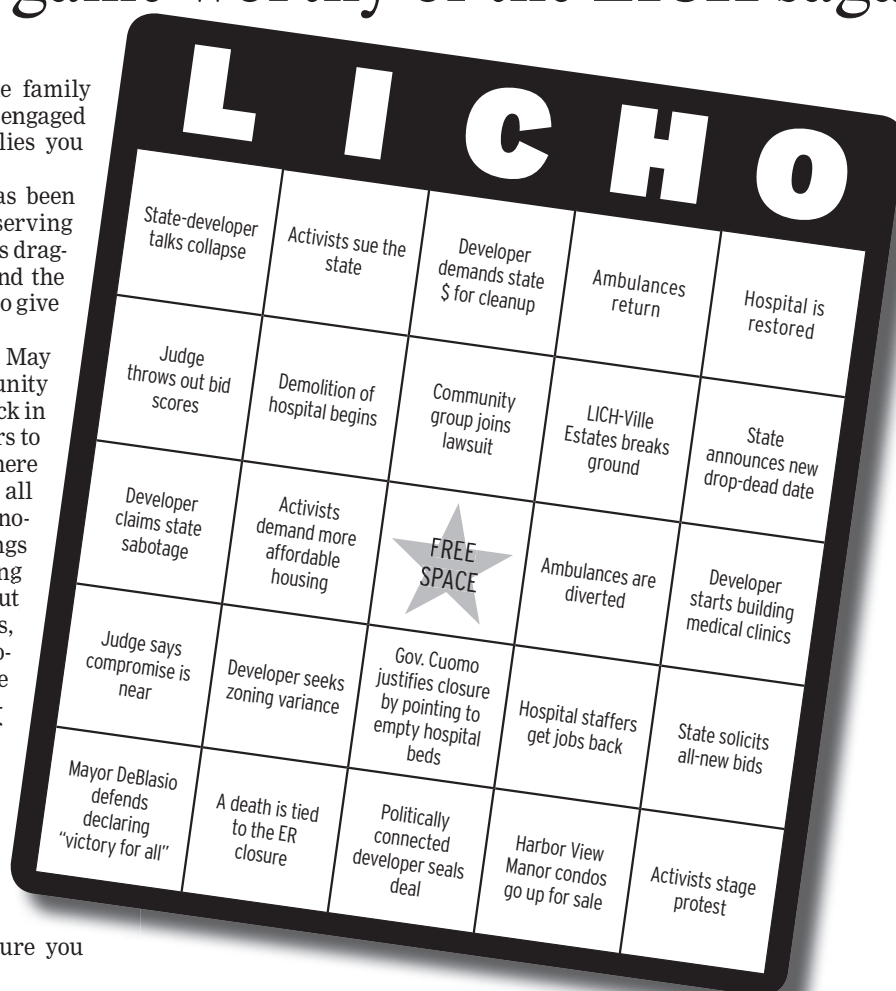 game worthy of the LICH saga
e family
engaged
lies you
as been
serving
s drag-
nd the
o give
May
unity
ck in
rs to
here
all
no-
ngs
ng
ut
s,
o-
e
ure you
L I C H O
State-developer
talks collapse
Activists sue the
state
Developer
demands state
$ for cleanup
Ambulances
return
Hospital is
restored
Judge
throws out bid
scores
Demolition of
hospital begins
Community
group joins
lawsuit
LICH-Ville
Estates breaks
ground
State
announces new
drop-dead date
Developer
claims state
sabotage
Activists
demand more
affordable
housing
FREE
SPACE
Ambulances are
diverted
Developer
starts building
medical clinics
Judge says
compromise is
near
Developer seeks
zoning variance
Gov. Cuomo
justifies closure
by pointing to
empty hospital
beds
Hospital staffers
get jobs back
State solicits
all-new bids
Mayor DeBlasio
defends
declaring
“victory for all”
A death is tied
to the ER
closure
Politically
connected
developer seals
deal
Harbor View
Manor condos
go up for sale
Activists stage
protest